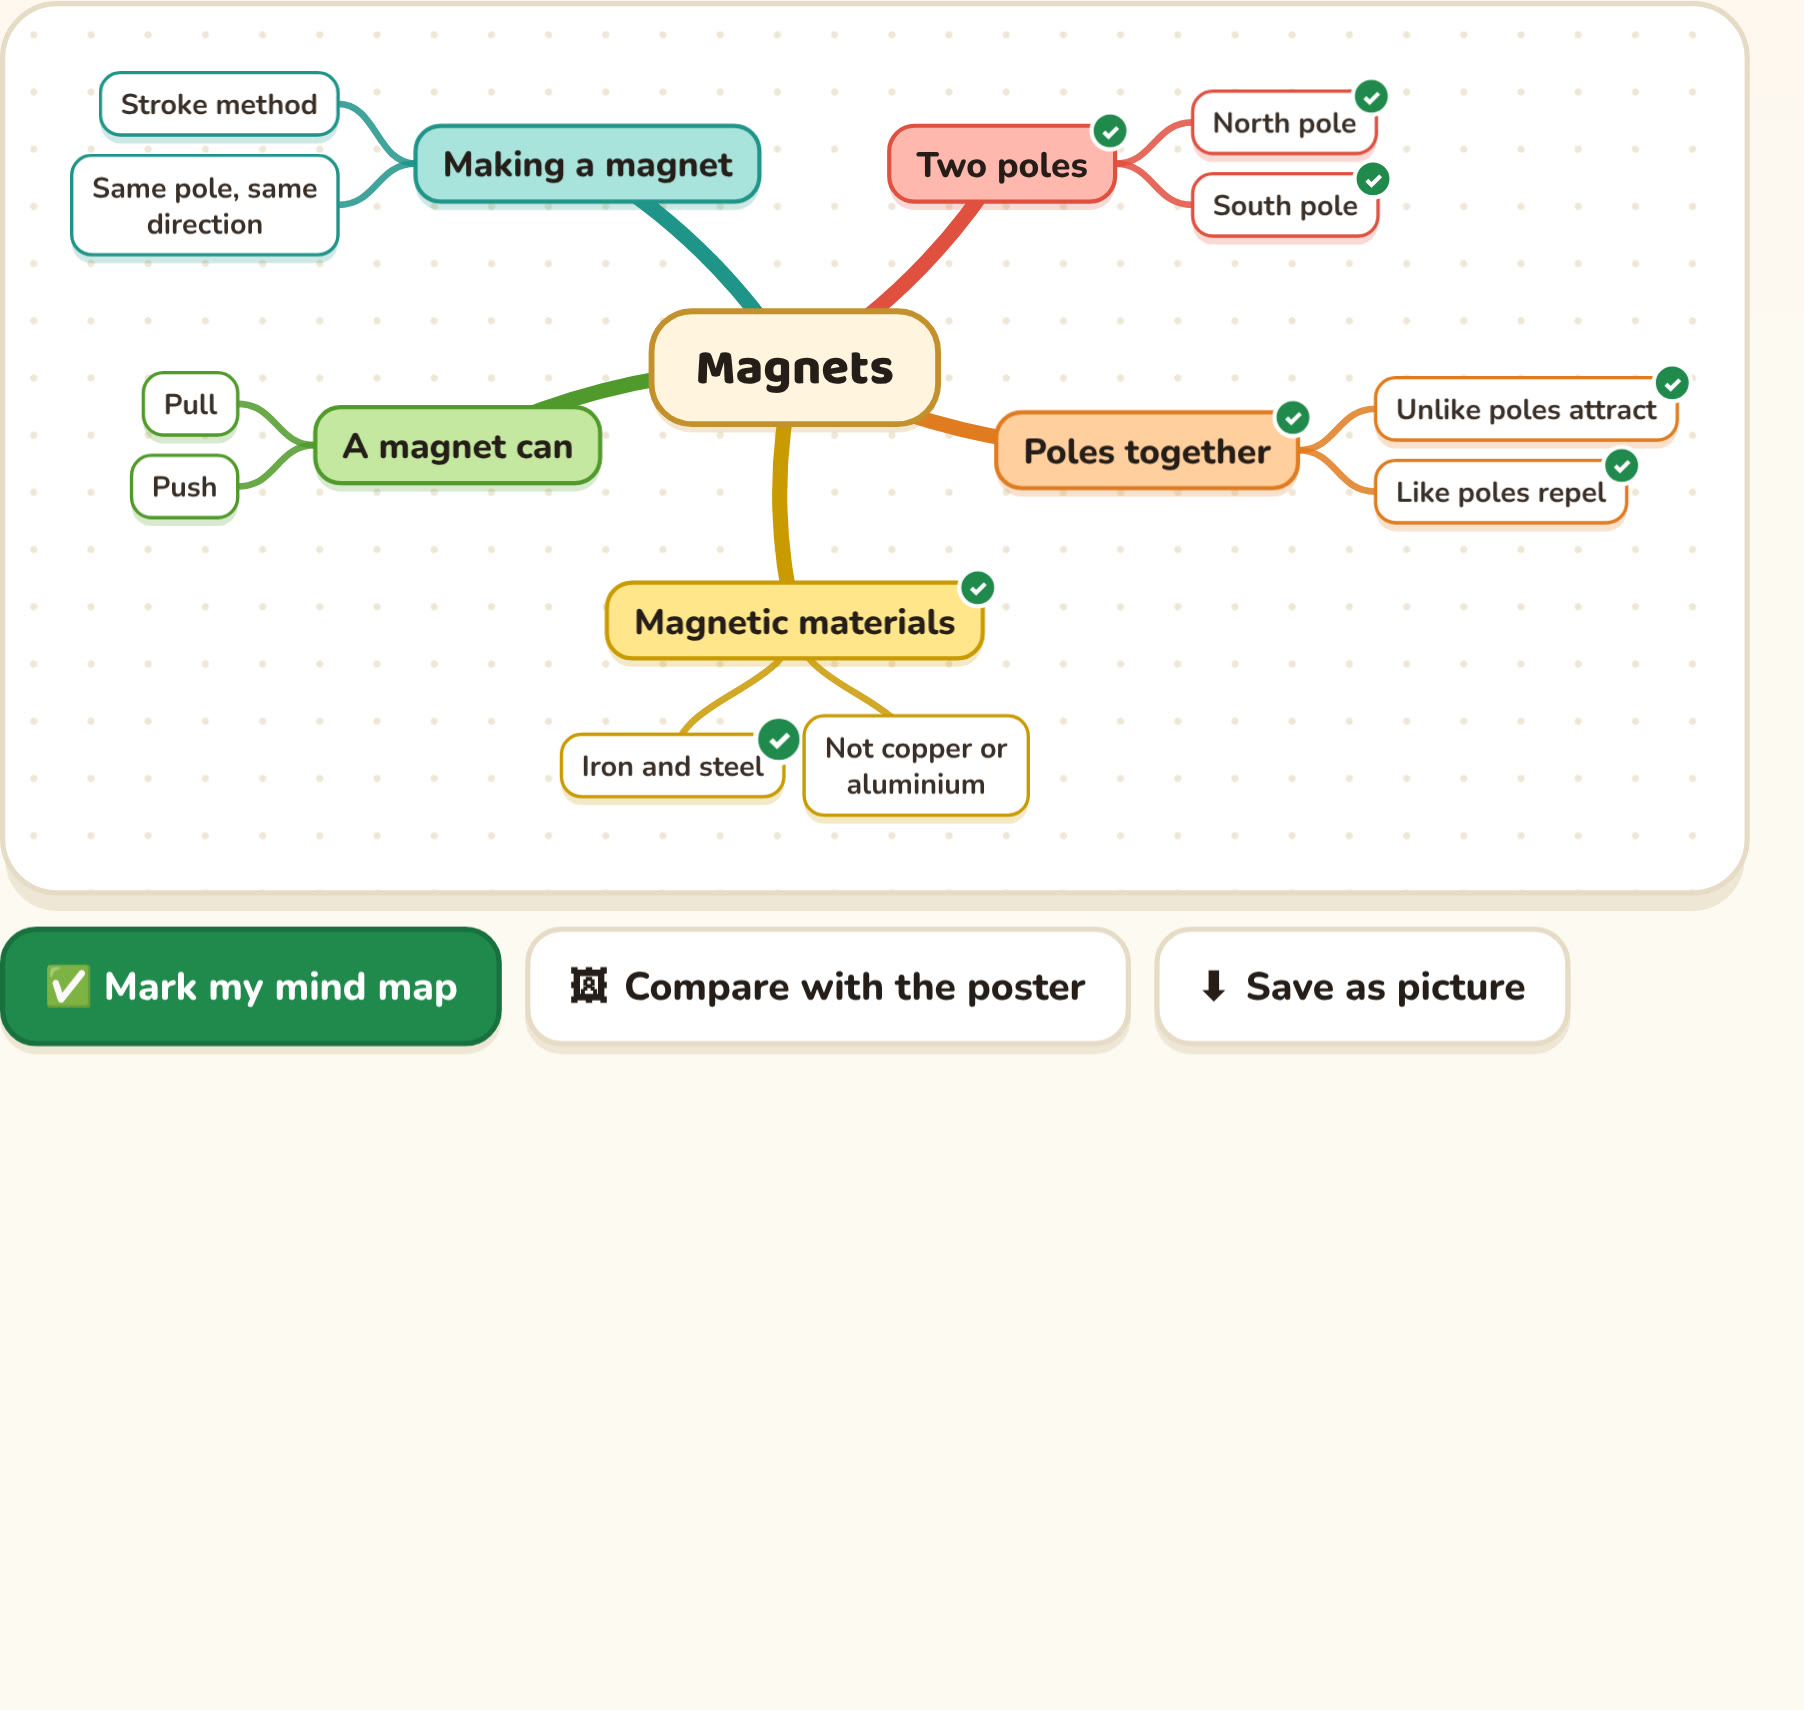 Stroke method
Same pole, same
direction
Making a magnet
Two poles
North pole
South pole
Magnets
Pull
Push
A magnet can
Poles together
Unlike poles attract
Like poles repel
Magnetic materials
Iron and steel
Not copper or
aluminium
Mark my mind map
Compare with the poster
Save as picture